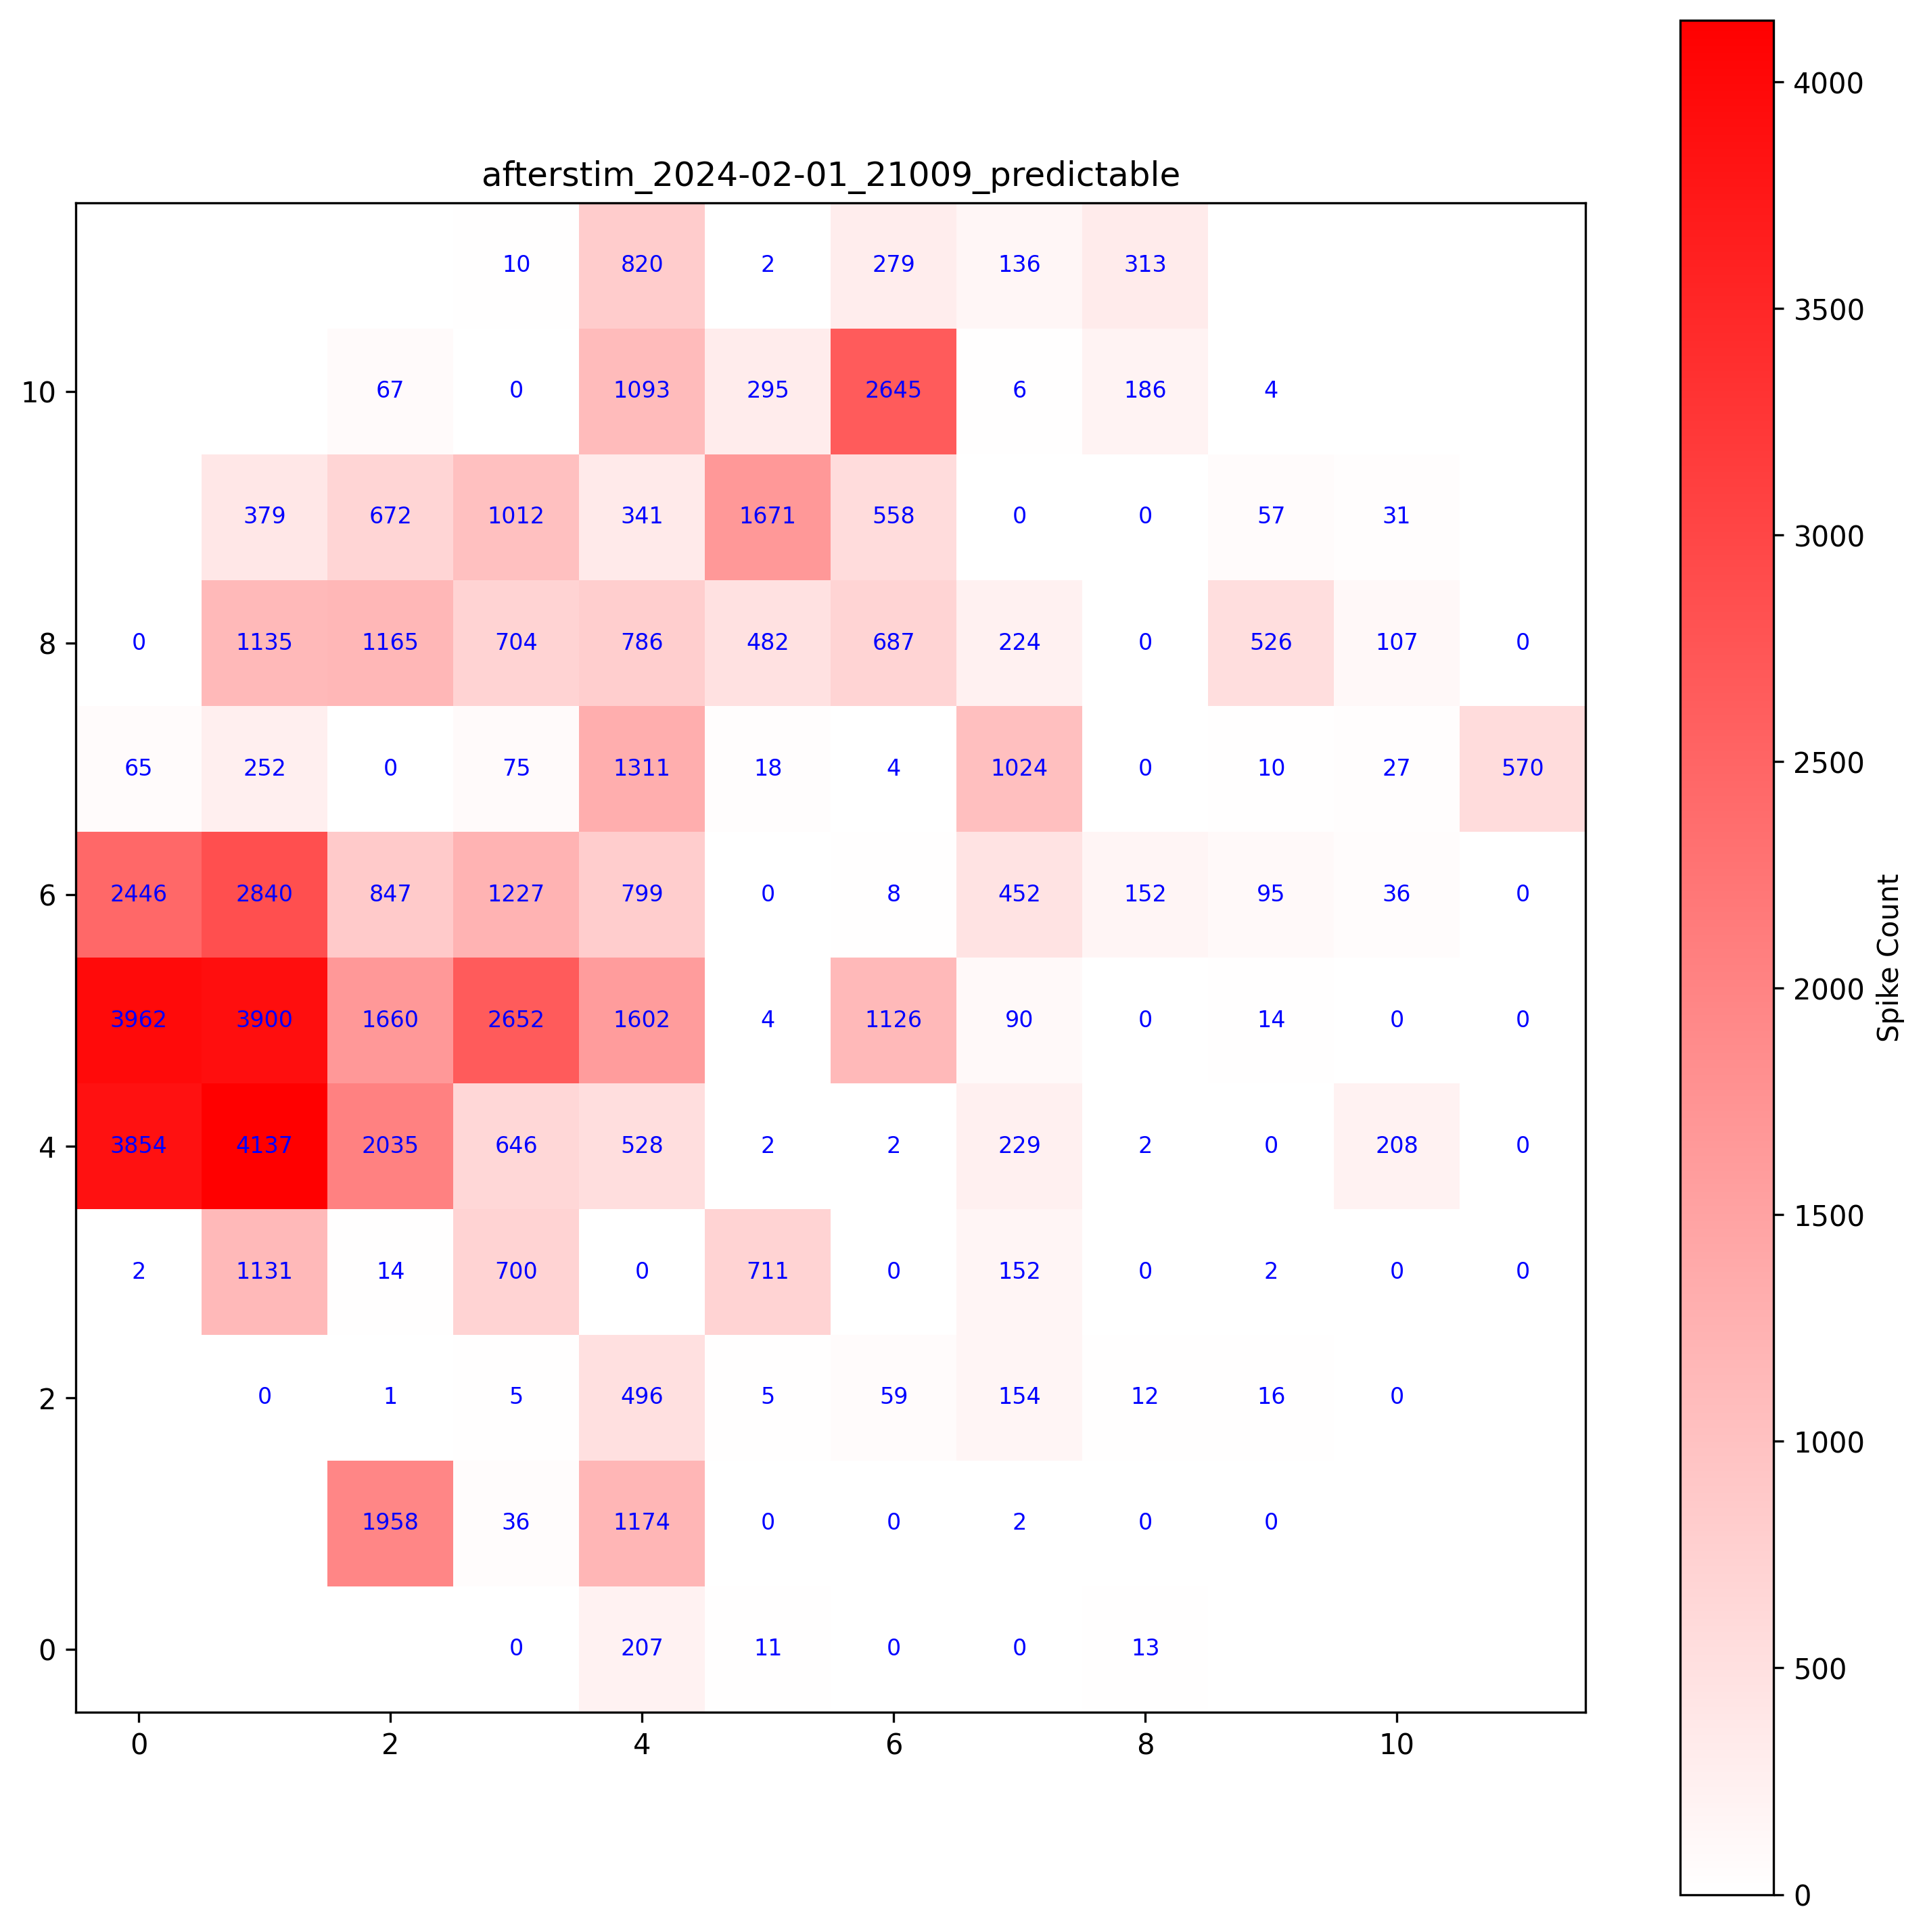 afterstim_2024-02-01_21009_predictable
10 820 2 279 136 313
10 67 0 1093 295 2645 6 186 4
379 672 1012 341 1671 558 0 0 57 31
8 0 1135 1165 704 786 482 687 224 0 526 107 0
65 252 0 75 1311 18 4 1024 0 10 27 570
6 2446 2840 847 1227 799 0 8 452 152 95 36 0
3962 3900 1660 2652 1602 4 1126 90 0 14 0 0
4 3854 4137 2035 646 528 2 2 229 2 0 208 0
2 1131 14 700 0 711 0 152 0 2 0 0
2 0 1 5 496 5 59 154 12 16 0
1958 36 1174 0 0 2 0 0
0 0 207 11 0 0 13
0 2 4 6 8 10
4000
3500
3000
2500
2000
1500
1000
500
0
Spike Count